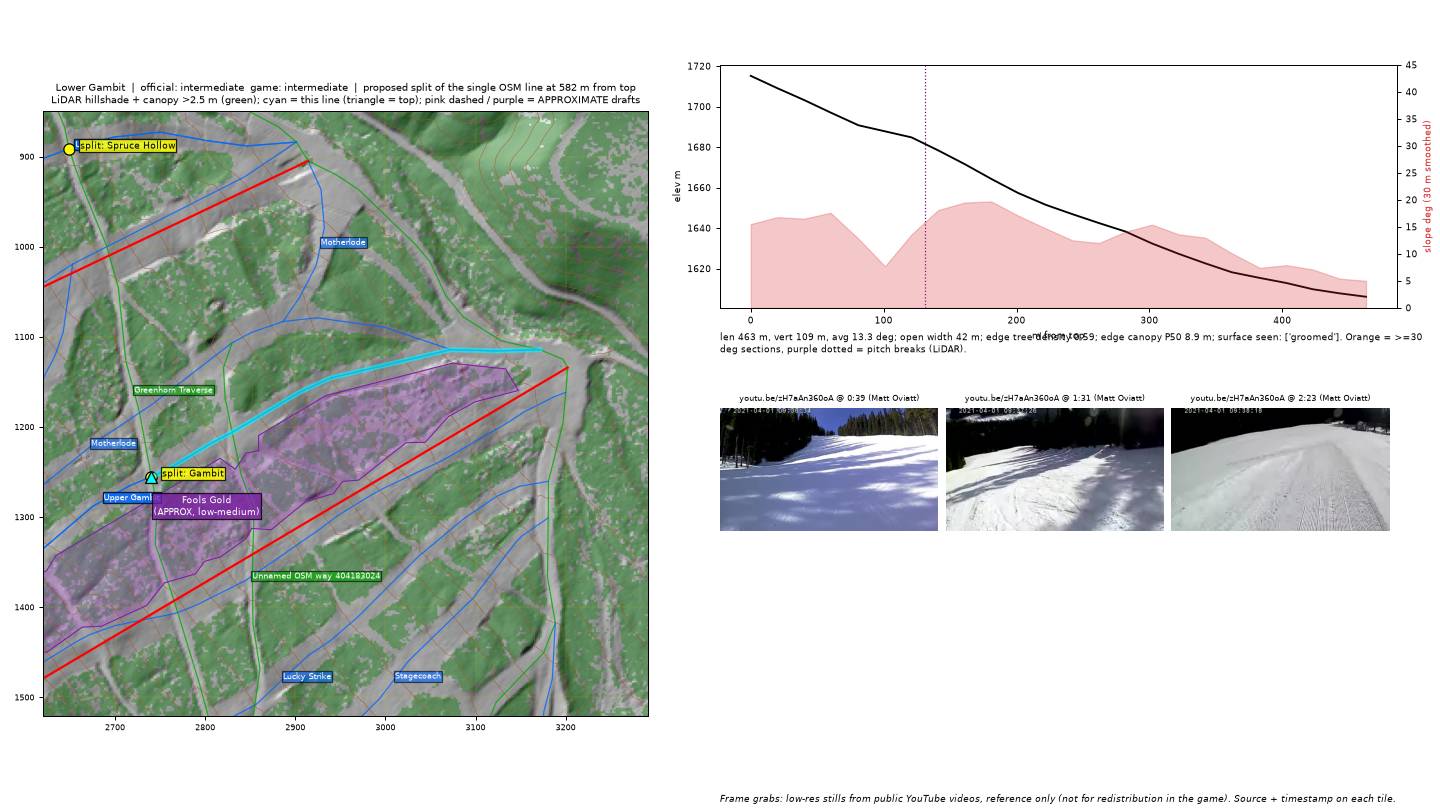 Lower Gambit | official: intermediate game: intermediate | proposed split of the single OSM line at 582 m from top
LiDAR hillshade + canopy >2.5 m (green); cyan = this line (triangle = top); pink dashed / purple = APPROXIMATE drafts
900
1000
1100
1200
1300
1400
1500
2700
2800
2900
3000
3100
3200
split: Spruce Hollow
Motherlode
Greenhorn Traverse
Motherlode
split: Gambit
Upper Gamb
Fools Gold
(APPROX, low-medium)
Unnamed OSM way 404183024
Lucky Strike
Stagecoach
1720
1700
1680
1660
1640
1620
elev m
45
40
35
30
25
20
15
10
5
0
slope deg (30 m smoothed)
0
100
200
300
400
m from top
len 463 m, vert 109 m, avg 13.3 deg; open width 42 m; edge tree density 0.59; edge canopy P50 8.9 m; surface seen: ['groomed']. Orange = >=30
deg sections, purple dotted = pitch breaks (LiDAR).
youtu.be/zH7aAn360oA @ 0:39 (Matt Oviatt)
youtu.be/zH7aAn360oA @ 1:31 (Matt Oviatt)
youtu.be/zH7aAn360oA @ 2:23 (Matt Oviatt)
Frame grabs: low-res stills from public YouTube videos, reference only (not for redistribution in the game). Source + timestamp on each tile.